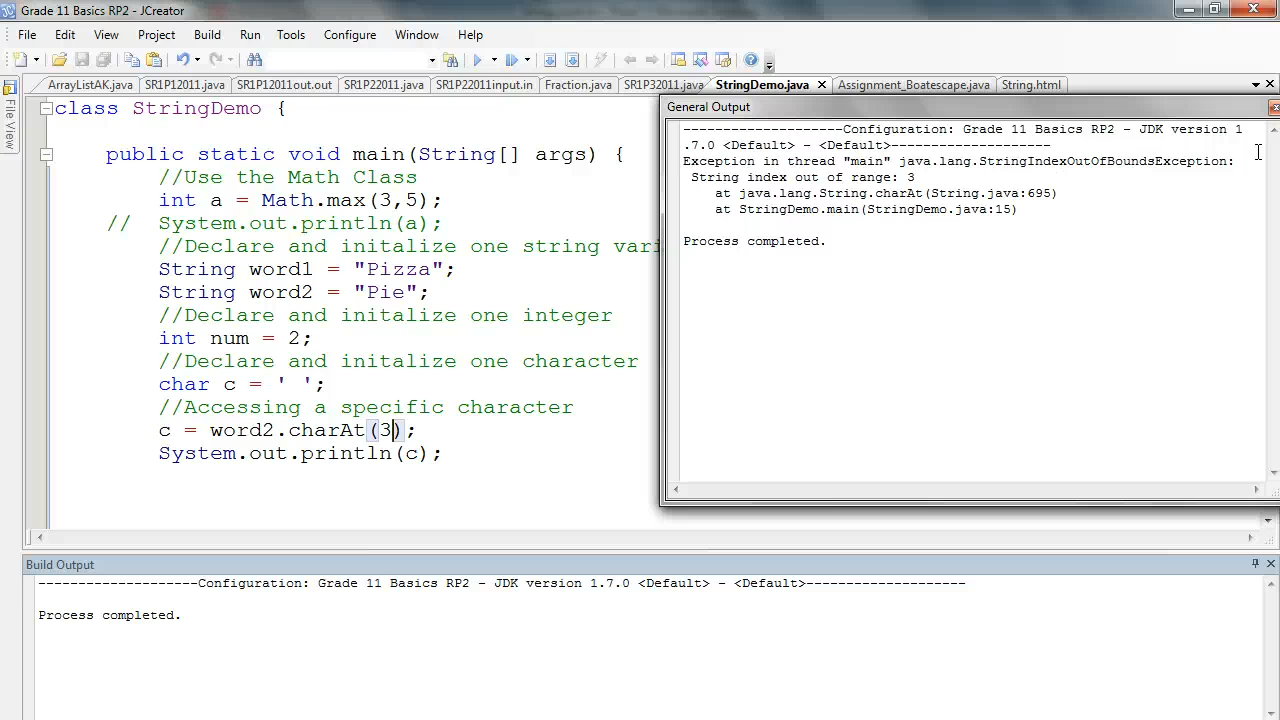 Grade 11 Basics RP2 - JCreator
File Edit View Project Build Run Tools Configure Window Help
ArrayListAK.java SR1P12011.java SR1P12011out.out SR1P22011.java SR1P22011input.in Fraction.java SR1P32011.java StringDemo.java Assignment_Boatescape.java String.html
File View
class StringDemo {
public static void main(String[] args) {
//Use the Math Class
int a = Math.max(3,5);
// System.out.println(a);
//Declare and initalize one string vari
String word1 = "Pizza";
String word2 = "Pie";
//Declare and initalize one integer
int num = 2;
//Declare and initalize one character
char c = ' ';
//Accessing a specific character
c = word2.charAt(3);
System.out.println(c);
General Output
--------------------Configuration: Grade 11 Basics RP2 - JDK version 1
.7.0 <Default> - <Default>--------------------
Exception in thread "main" java.lang.StringIndexOutOfBoundsException:
String index out of range: 3
at java.lang.String.charAt(String.java:695)
at StringDemo.main(StringDemo.java:15)
Process completed.
Build Output
--------------------Configuration: Grade 11 Basics RP2 - JDK version 1.7.0 <Default> - <Default>--------------------
Process completed.